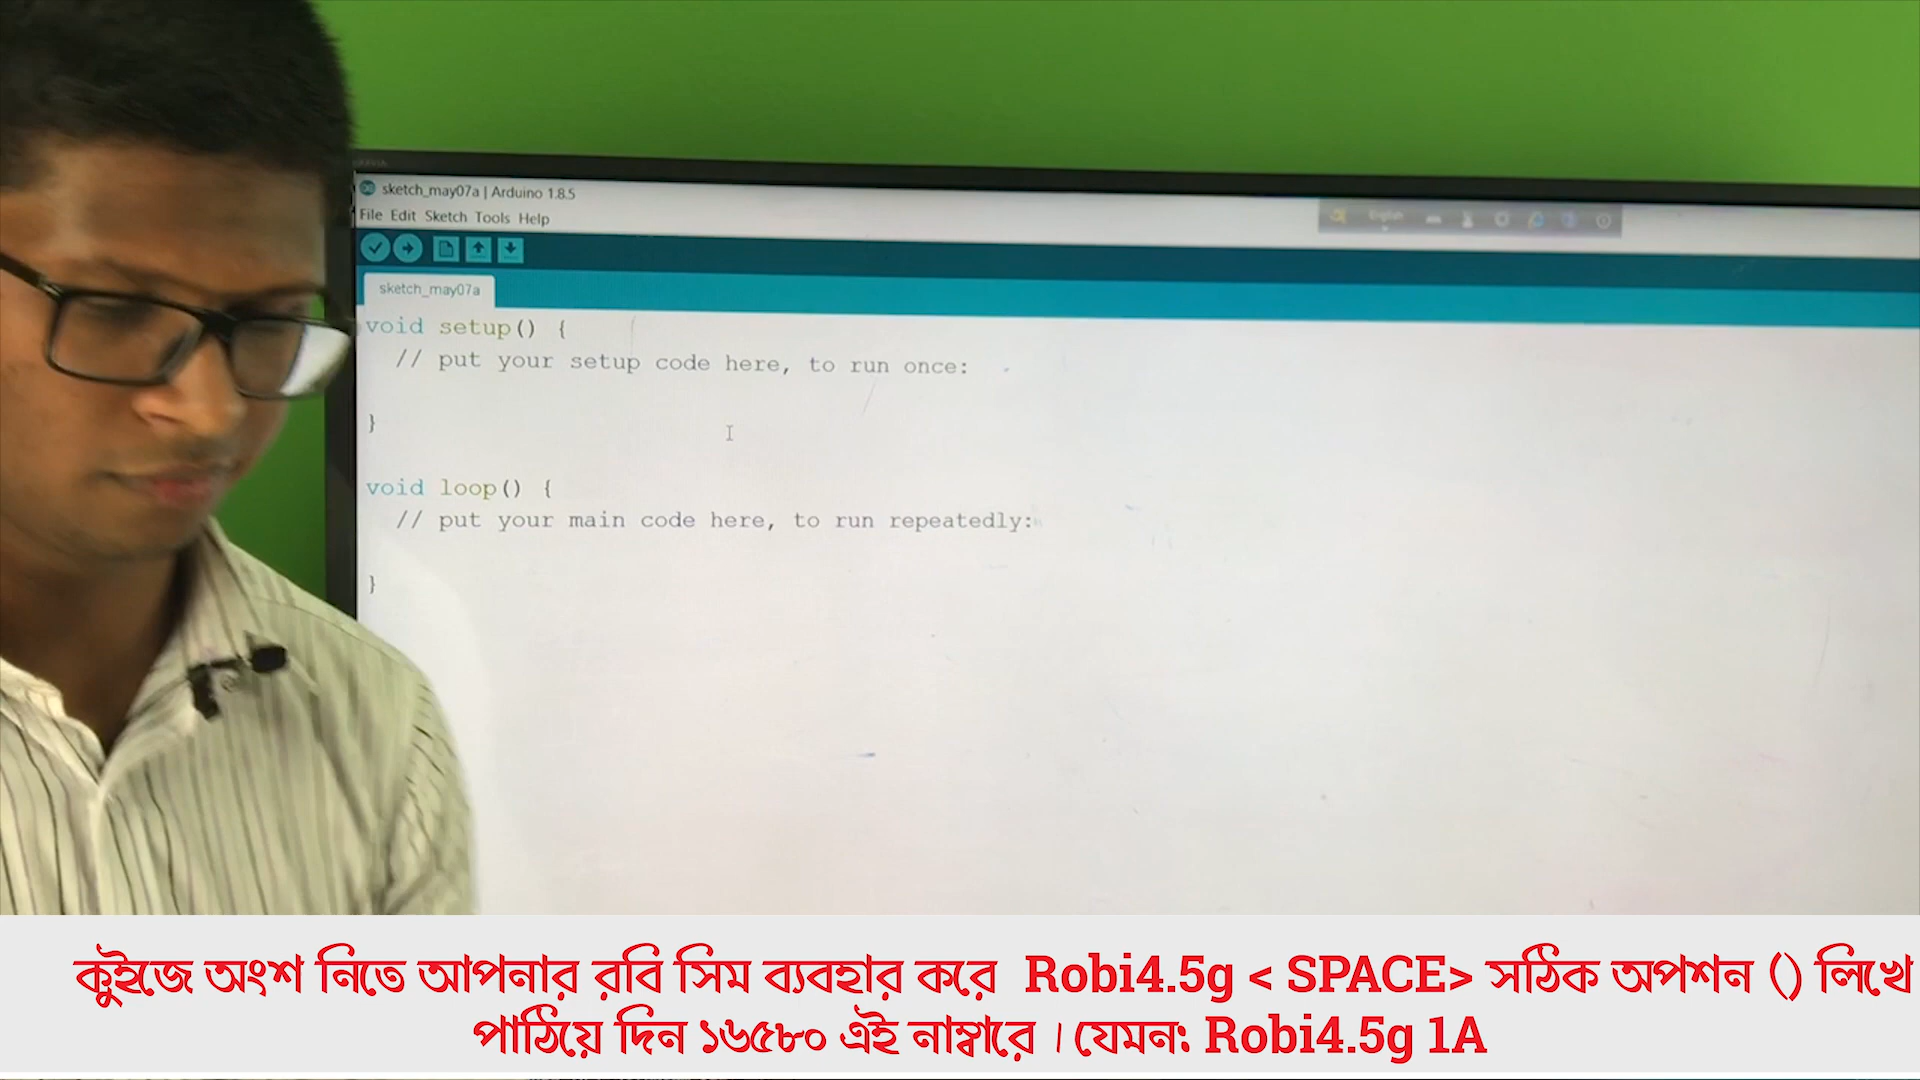 sketch_may07a | Arduino 1.8.5
File Edit Sketch Tools Help
English
sketch_may07a
void setup() {
// put your setup code here, to run once:
}
void loop() {
// put your main code here, to run repeatedly:
}
কুইজে অংশ নিতে আপনার রবি সিম ব্যবহার করে Robi4.5g < SPACE> সঠিক অপশন () লিখে
পাঠিয়ে দিন ১৬৫৮০ এই নাম্বারে । যেমন: Robi4.5g 1A